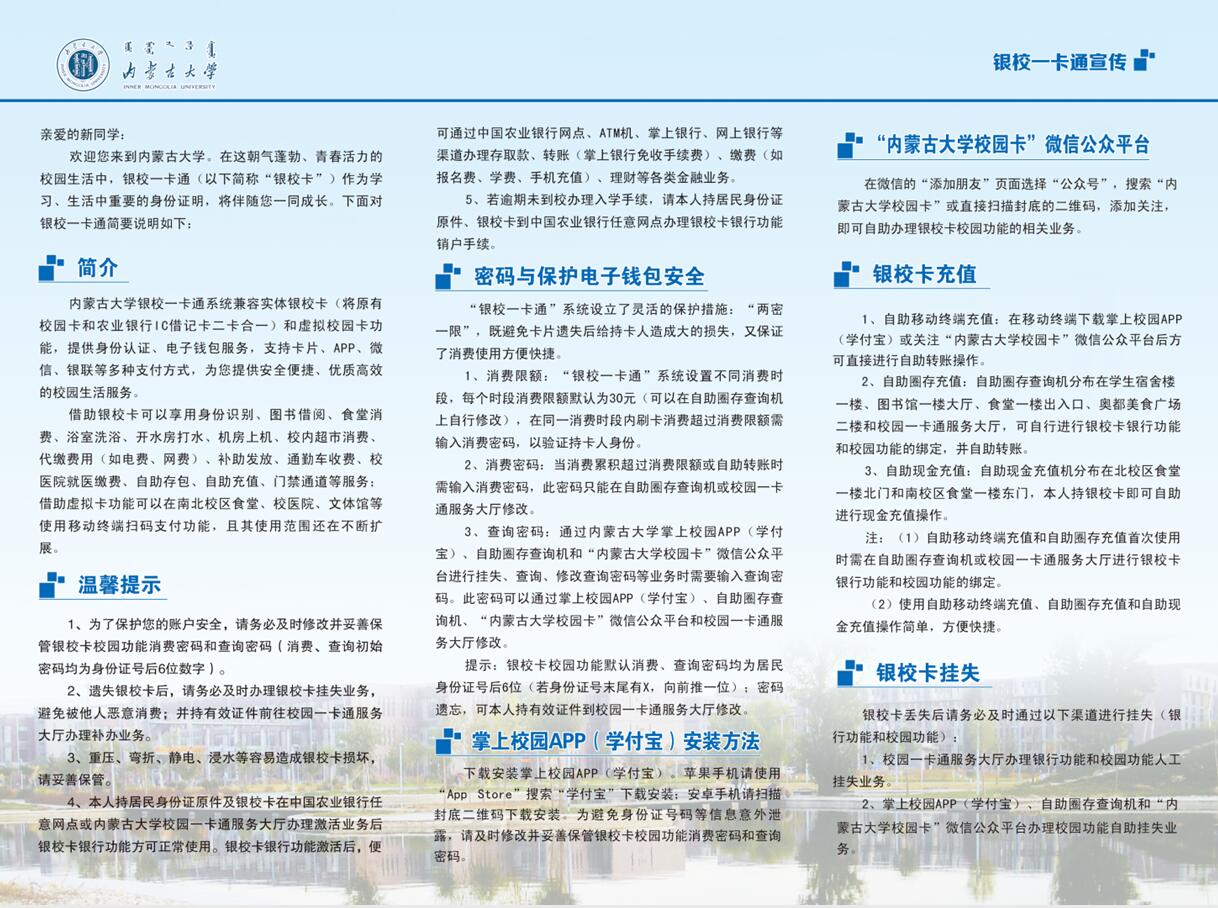 内蒙古大学
INNER MONGOLIA UNIVERSITY
银校一卡通宣传
亲爱的新同学：
欢迎您来到内蒙古大学。在这朝气蓬勃、青春活力的
校园生活中，银校一卡通（以下简称“银校卡”）作为学
习、生活中重要的身份证明，将伴随您一同成长。下面对
银校一卡通简要说明如下：
简介
内蒙古大学银校一卡通系统兼容实体银校卡（将原有
校园卡和农业银行IC借记卡二卡合一）和虚拟校园卡功
能，提供身份认证、电子钱包服务，支持卡片、APP、微
信、银联等多种支付方式，为您提供安全便捷、优质高效
的校园生活服务。
借助银校卡可以享用身份识别、图书借阅、食堂消
费、浴室洗浴、开水房打水、机房上机、校内超市消费、
代缴费用（如电费、网费）、补助发放、通勤车收费、校
医院就医缴费、自助存包、自助充值、门禁通道等服务；
借助虚拟卡功能可以在南北校区食堂、校医院、文体馆等
使用移动终端扫码支付功能，且其使用范围还在不断扩
展。
温馨提示
1、为了保护您的账户安全，请务必及时修改并妥善保
管银校卡校园功能消费密码和查询密码（消费、查询初始
密码均为身份证号后6位数字）。
2、遗失银校卡后，请务必及时办理银校卡挂失业务，
避免被他人恶意消费；并持有效证件前往校园一卡通服务
大厅办理补办业务。
3、重压、弯折、静电、浸水等容易造成银校卡损坏，
请妥善保管。
4、本人持居民身份证原件及银校卡在中国农业银行任
意网点或内蒙古大学校园一卡通服务大厅办理激活业务后
银校卡银行功能方可正常使用。银校卡银行功能激活后，便
可通过中国农业银行网点、ATM机、掌上银行、网上银行等
渠道办理存取款、转账（掌上银行免收手续费）、缴费（如
报名费、学费、手机充值）、理财等各类金融业务。
5、若逾期未到校办理入学手续，请本人持居民身份证
原件、银校卡到中国农业银行任意网点办理银校卡银行功能
销户手续。
密码与保护电子钱包安全
“银校一卡通”系统设立了灵活的保护措施：“两密
一限”，既避免卡片遗失后给持卡人造成大的损失，又保证
了消费使用方便快捷。
1、消费限额：“银校一卡通”系统设置不同消费时
段，每个时段消费限额默认为30元（可以在自助圈存查询机
上自行修改），在同一消费时段内刷卡消费超过消费限额需
输入消费密码，以验证持卡人身份。
2、消费密码：当消费累积超过消费限额或自助转账时
需输入消费密码，此密码只能在自助圈存查询机或校园一卡
通服务大厅修改。
3、查询密码：通过内蒙古大学掌上校园APP（学付
宝）、自助圈存查询机和“内蒙古大学校园卡”微信公众平
台进行挂失、查询、修改查询密码等业务时需要输入查询密
码。此密码可以通过掌上校园APP（学付宝）、自助圈存查
询机、“内蒙古大学校园卡”微信公众平台和校园一卡通服
务大厅修改。
提示：银校卡校园功能默认消费、查询密码均为居民
身份证号后6位（若身份证号末尾有X，向前推一位）；密码
遗忘，可本人持有效证件到校园一卡通服务大厅修改。
掌上校园APP（学付宝）安装方法
下载安装掌上校园APP（学付宝）。苹果手机请使用
“App Store”搜索“学付宝”下载安装；安卓手机请扫描
封底二维码下载安装。为避免身份证号码等信息意外泄
露，请及时修改并妥善保管银校卡校园功能消费密码和查询
密码。
“内蒙古大学校园卡”微信公众平台
在微信的“添加朋友”页面选择“公众号”，搜索“内
蒙古大学校园卡”或直接扫描封底的二维码，添加关注，
即可自助办理银校卡校园功能的相关业务。
银校卡充值
1、自助移动终端充值：在移动终端下载掌上校园APP
（学付宝）或关注“内蒙古大学校园卡”微信公众平台后方
可直接进行自助转账操作。
2、自助圈存充值：自助圈存查询机分布在学生宿舍楼
一楼、图书馆一楼大厅、食堂一楼出入口、奥都美食广场
二楼和校园一卡通服务大厅，可自行进行银校卡银行功能
和校园功能的绑定，并自助转账。
3、自助现金充值：自助现金充值机分布在北校区食堂
一楼北门和南校区食堂一楼东门，本人持银校卡即可自助
进行现金充值操作。
注：（1）自助移动终端充值和自助圈存充值首次使用
时需在自助圈存查询机或校园一卡通服务大厅进行银校卡
银行功能和校园功能的绑定。
（2）使用自助移动终端充值、自助圈存充值和自助现
金充值操作简单，方便快捷。
银校卡挂失
银校卡丢失后请务必及时通过以下渠道进行挂失（银
行功能和校园功能）：
1、校园一卡通服务大厅办理银行功能和校园功能人工
挂失业务。
2、掌上校园APP（学付宝）、自助圈存查询机和“内
蒙古大学校园卡”微信公众平台办理校园功能自助挂失业
务。